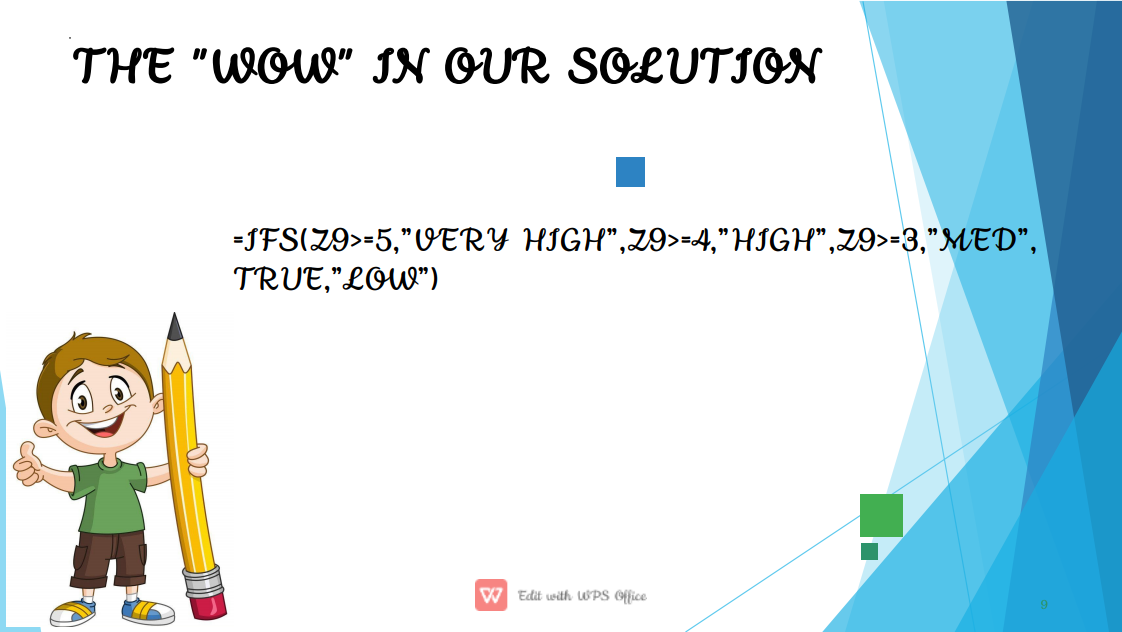 .
THE "WOW" IN OUR SOLUTION
=IFS(Z9>=5,”VERY HIGH”,Z9>=4,”HIGH”,Z9>=3,”MED”,
TRUE,”LOW”)
W Edit with WPS Office
9